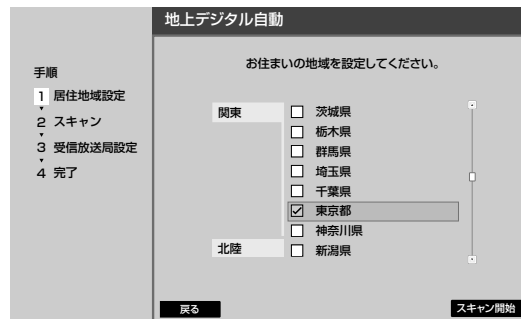 地上デジタル自動
お住まいの地域を設定してください。
手順
1 居住地域設定
2 スキャン
3 受信放送局設定
4 完了
関東
茨城県
栃木県
群馬県
埼玉県
千葉県
東京都
神奈川県
北陸
新潟県
戻る
スキャン開始